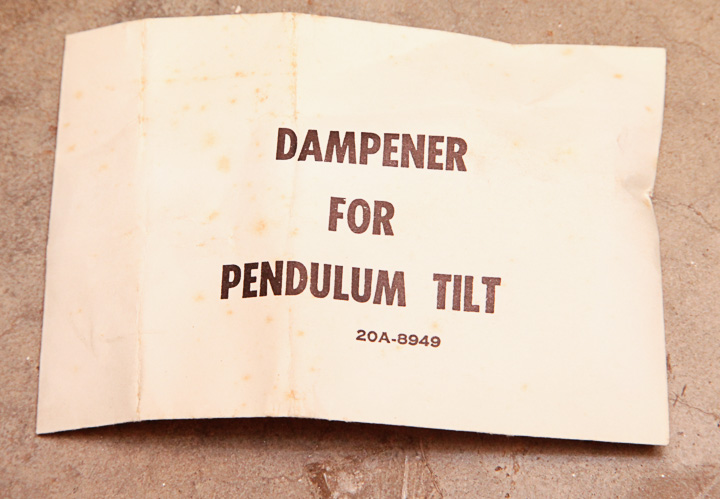 DAMPENER
FOR
PENDULUM TILT
20A-8949